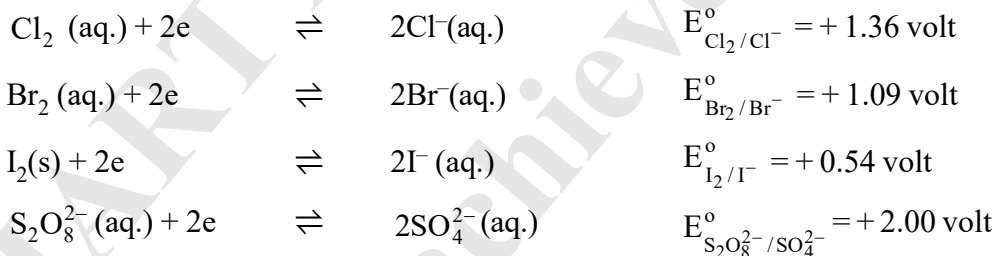 Cl₂ (aq.) + 2e ⇌ 2Cl⁻(aq.) E°Cl₂/Cl⁻ = + 1.36 volt
Br₂ (aq.) + 2e ⇌ 2Br⁻(aq.) E°Br₂/Br⁻ = + 1.09 volt
I₂(s) + 2e ⇌ 2I⁻ (aq.) E°I₂/I⁻ = + 0.54 volt
S₂O₈²⁻ (aq.) + 2e ⇌ 2SO₄²⁻ (aq.) E°S₂O₈²⁻/SO₄²⁻ = + 2.00 volt